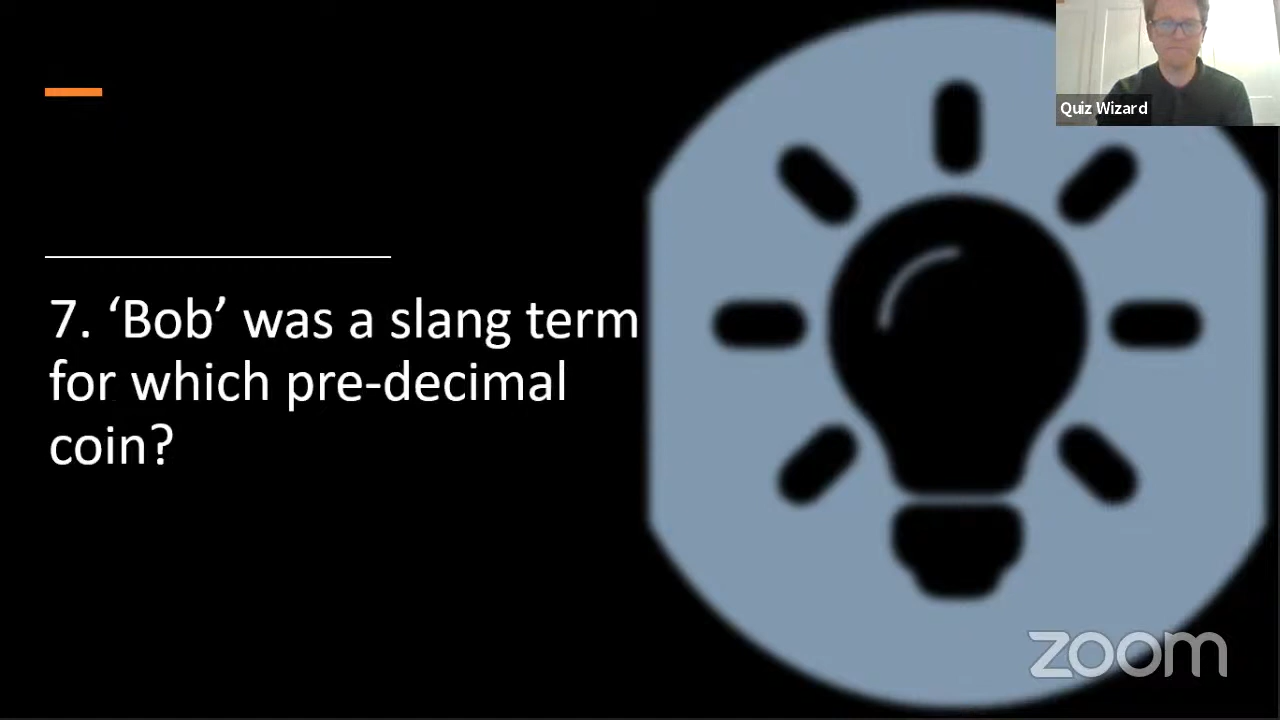 Quiz Wizard
7. ‘Bob’ was a slang term
for which pre-decimal
coin?
zoom